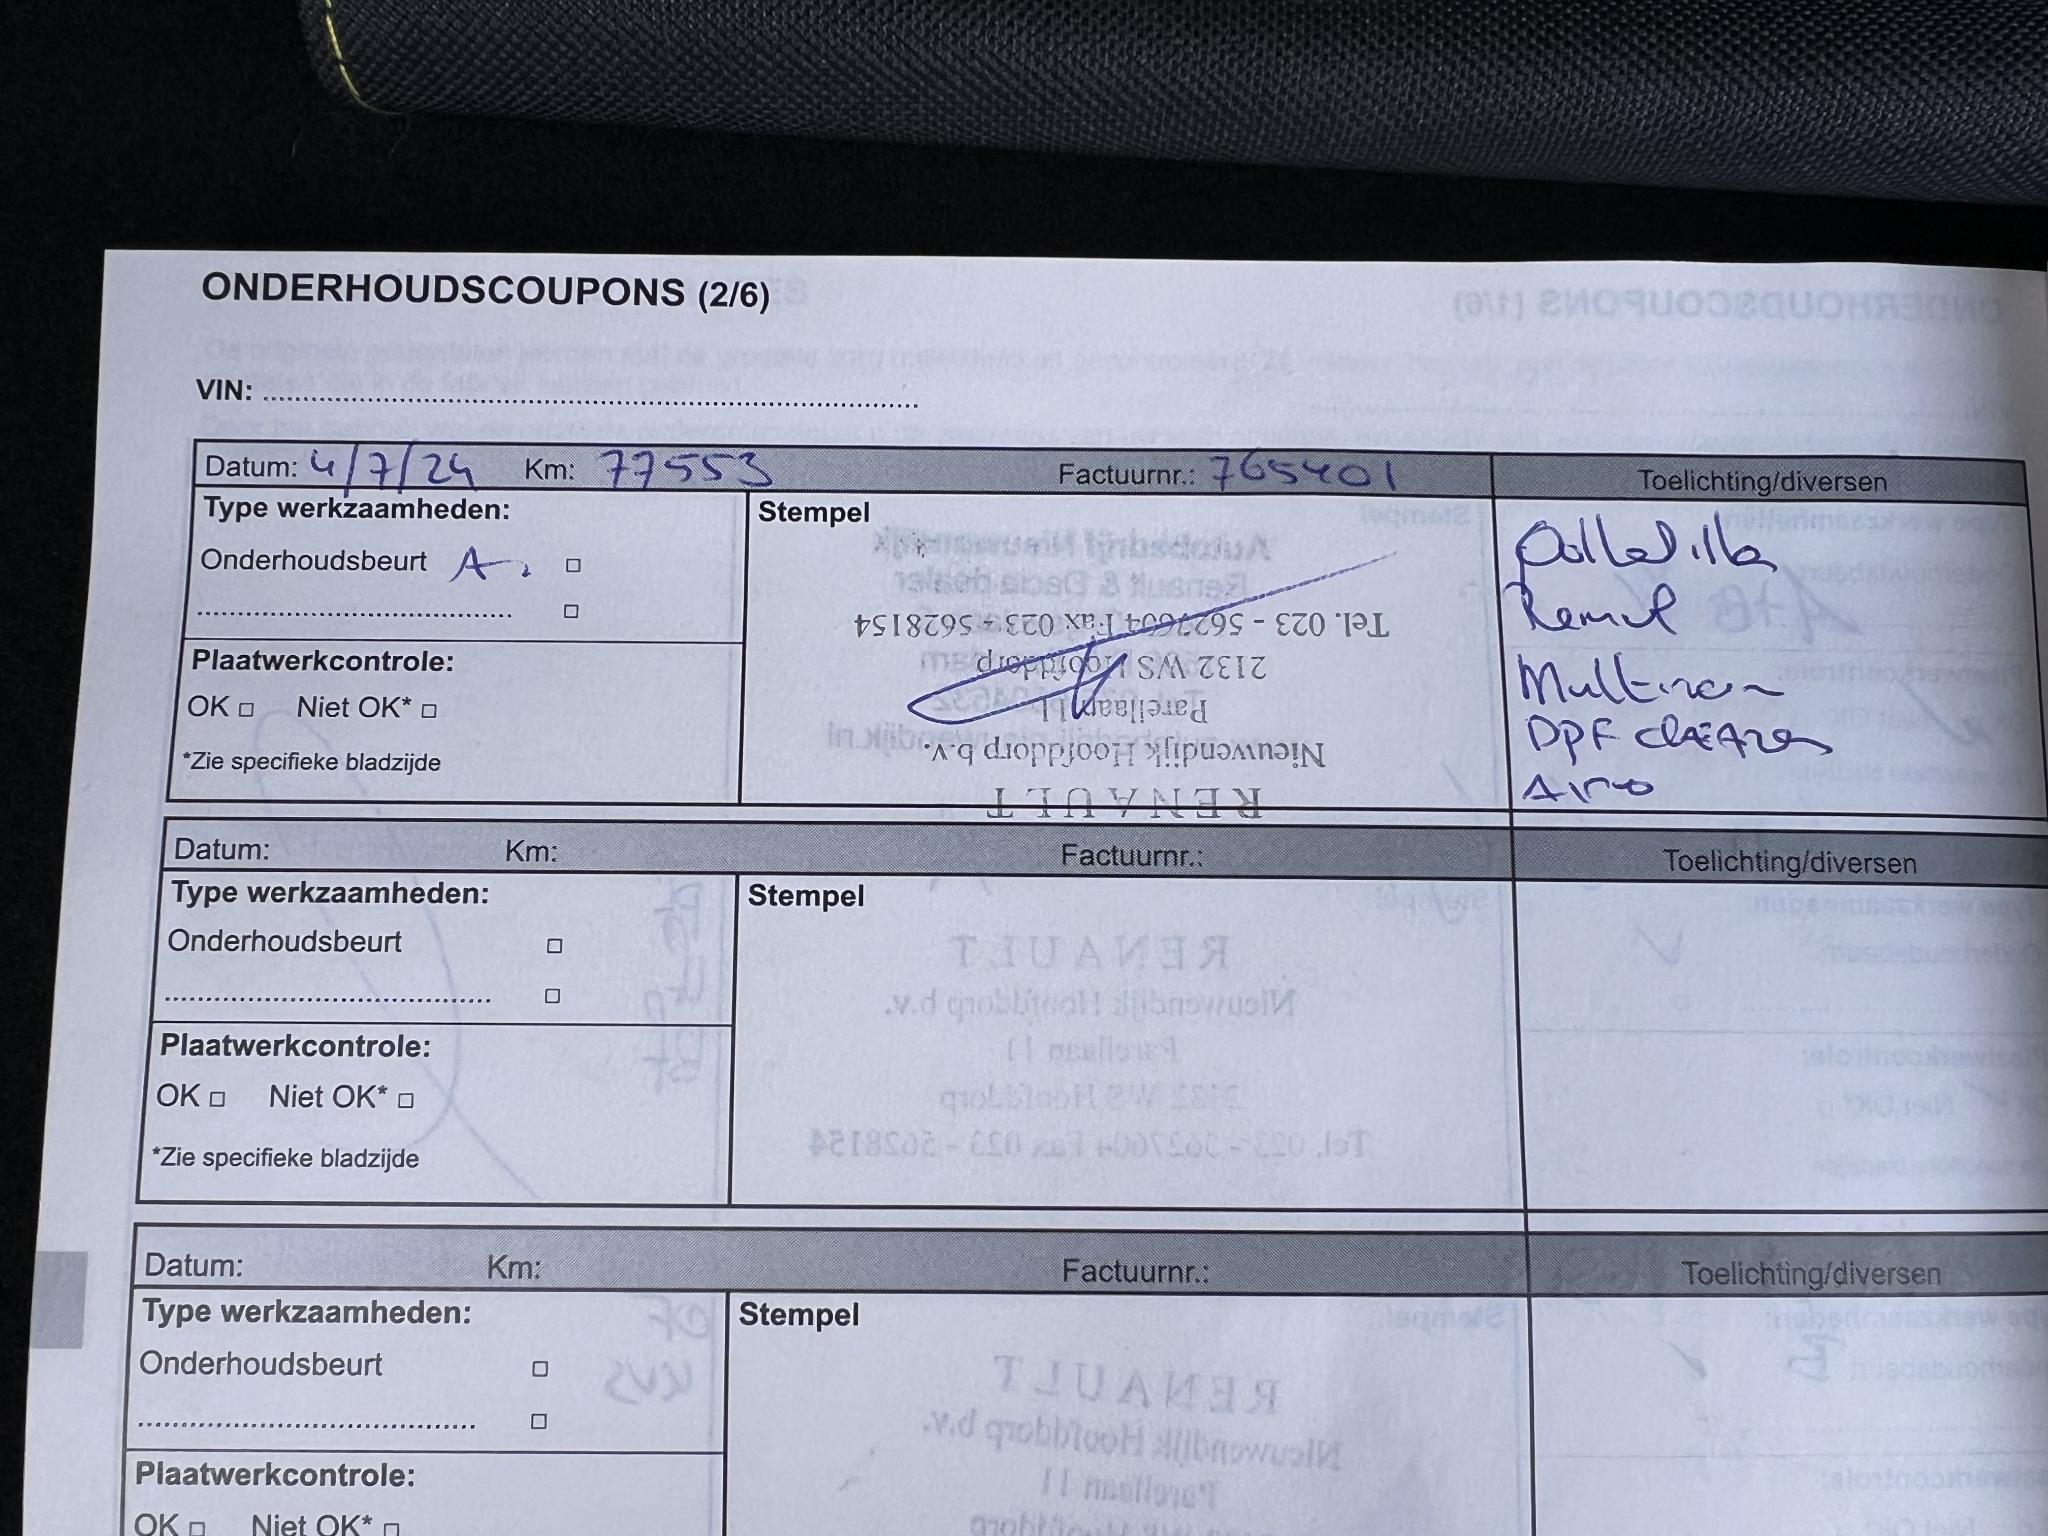 ONDERHOUDSCOUPONS (2/6)
VIN:
Datum: 4/7/24 Km: 77553 Factuurnr.: 765401 Toelichting/diversen
Type werkzaamheden:
Onderhoudsbeurt A.
Plaatwerkcontrole:
OK Niet OK*
*Zie specifieke bladzijde
Stempel
RENAULT
Nieuwendijk Hoofddorp b.v.
Parellaan 11
2132 WS Hoofddorp
Tel. 023 - 5627604 Fax 023 - 5628154
DPF
Airco
Datum: Km: Factuurnr.: Toelichting/diversen
Type werkzaamheden:
Onderhoudsbeurt
Plaatwerkcontrole:
OK Niet OK*
*Zie specifieke bladzijde
Stempel
Datum: Km: Factuurnr.: Toelichting/diversen
Type werkzaamheden:
Onderhoudsbeurt
Plaatwerkcontrole:
OK Niet OK*
Stempel